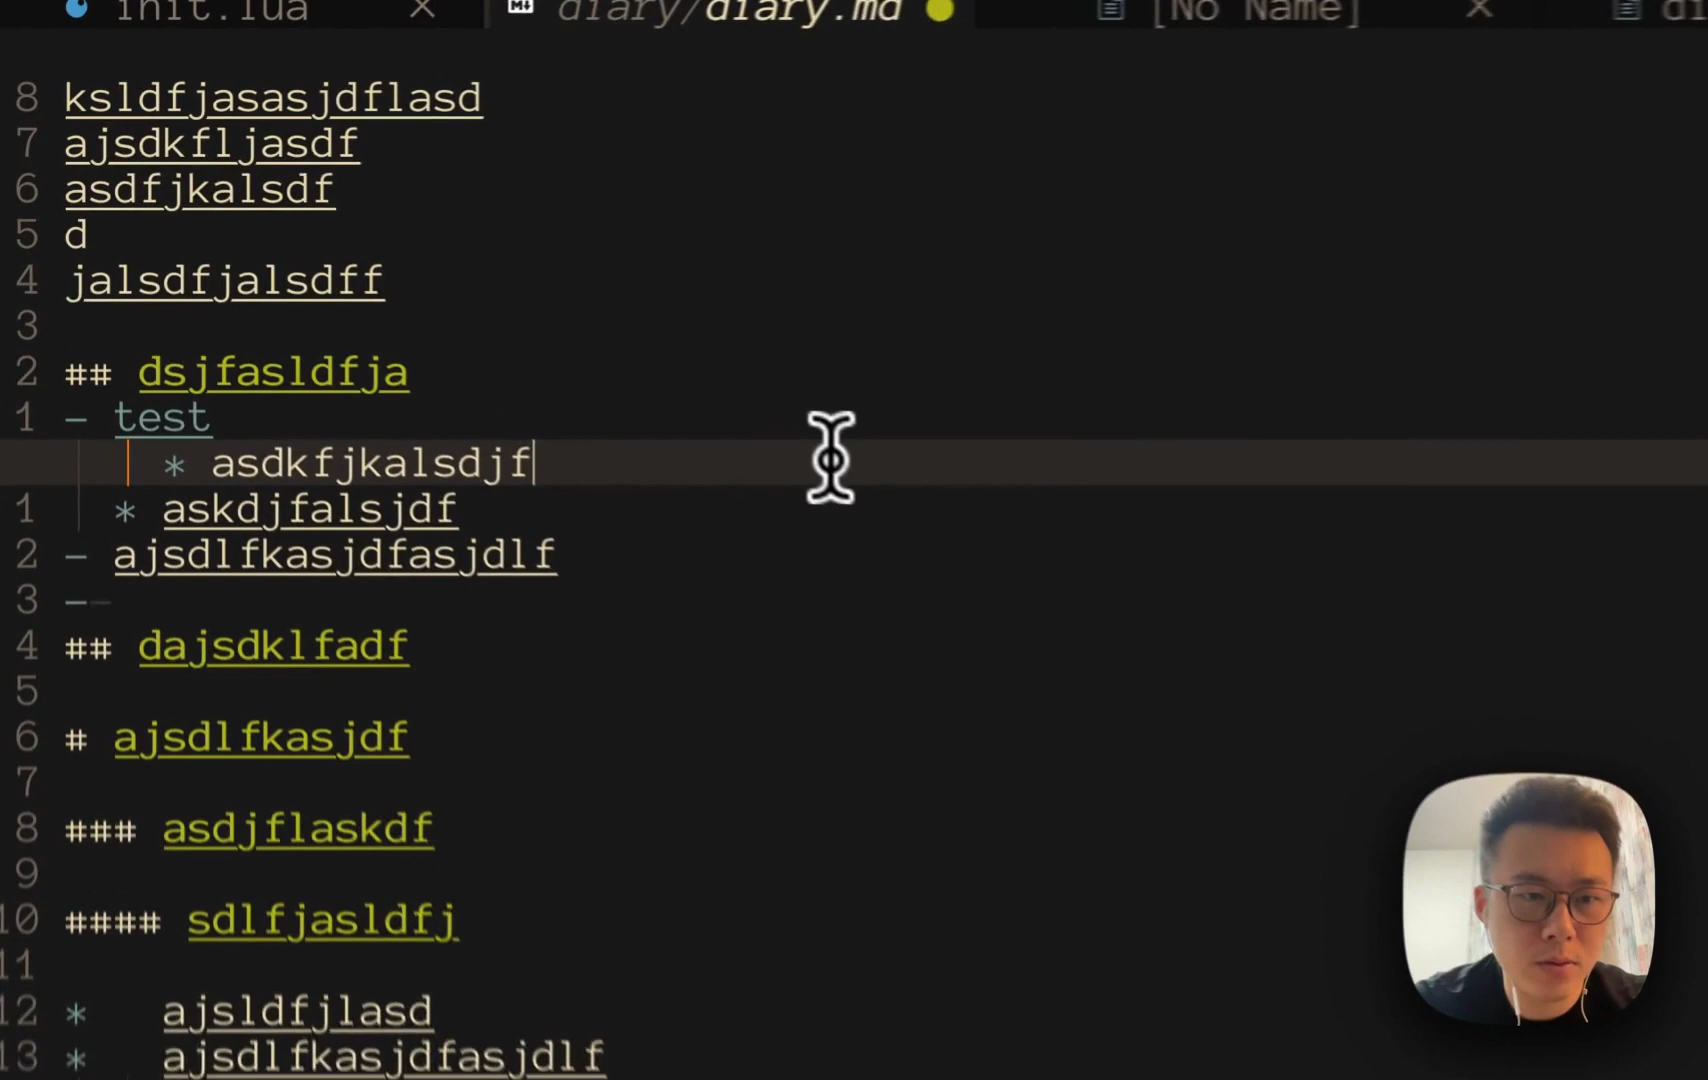 init.lua × diary/diary.md [No Name] × di
8 ksldfjasasjdflasd
7 ajsdkfljasdf
6 asdfjkalsdf
5 d
4 jalsdfjalsdff
3
2 ## dsjfasldfja
1 - test
* asdkfjkalsdjf
1 * askdjfalsjdf
2 - ajsdlfkasjdfasjdlf
3 --
4 ## dajsdklfadf
5
6 # ajsdlfkasjdf
7
8 ### asdjflaskdf
9
10 #### sdlfjasldfj
11
12 * ajsldfjlasd
13 * ajsdlfkasjdfasjdlf